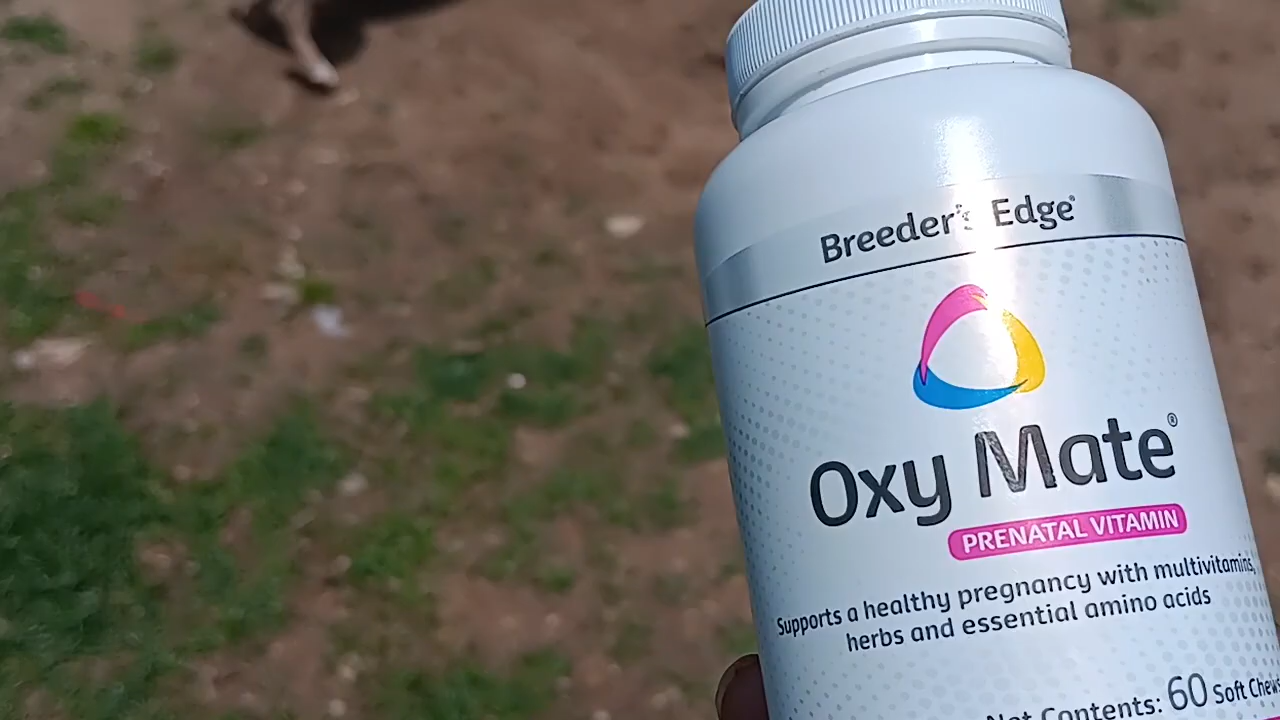 Breeder's Edge®
Oxy Mate®
PRENATAL VITAMIN
Supports a healthy pregnancy with multivitamins,
herbs and essential amino acids
Net Contents: 60 Soft Chews